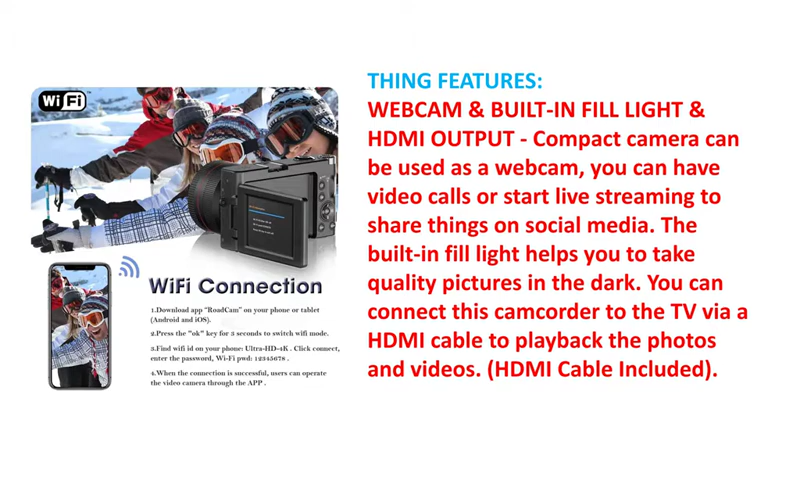 WiFi
THING FEATURES:
WEBCAM & BUILT-IN FILL LIGHT &
HDMI OUTPUT - Compact camera can
be used as a webcam, you can have
video calls or start live streaming to
share things on social media. The
built-in fill light helps you to take
quality pictures in the dark. You can
connect this camcorder to the TV via a
HDMI cable to playback the photos
and videos. (HDMI Cable Included).
WiFi Connection
1.Download app "RoadCam" on your phone or tablet
(Android and iOS).
2.Press the "ok" key for 3 seconds to switch wifi mode.
3.Find wifi id on your phone: Ultra-HD-4K . Click connect,
enter the password, Wi-Fi pwd: 12345678 .
4.When the connection is successful, users can operate
the video camera through the APP .